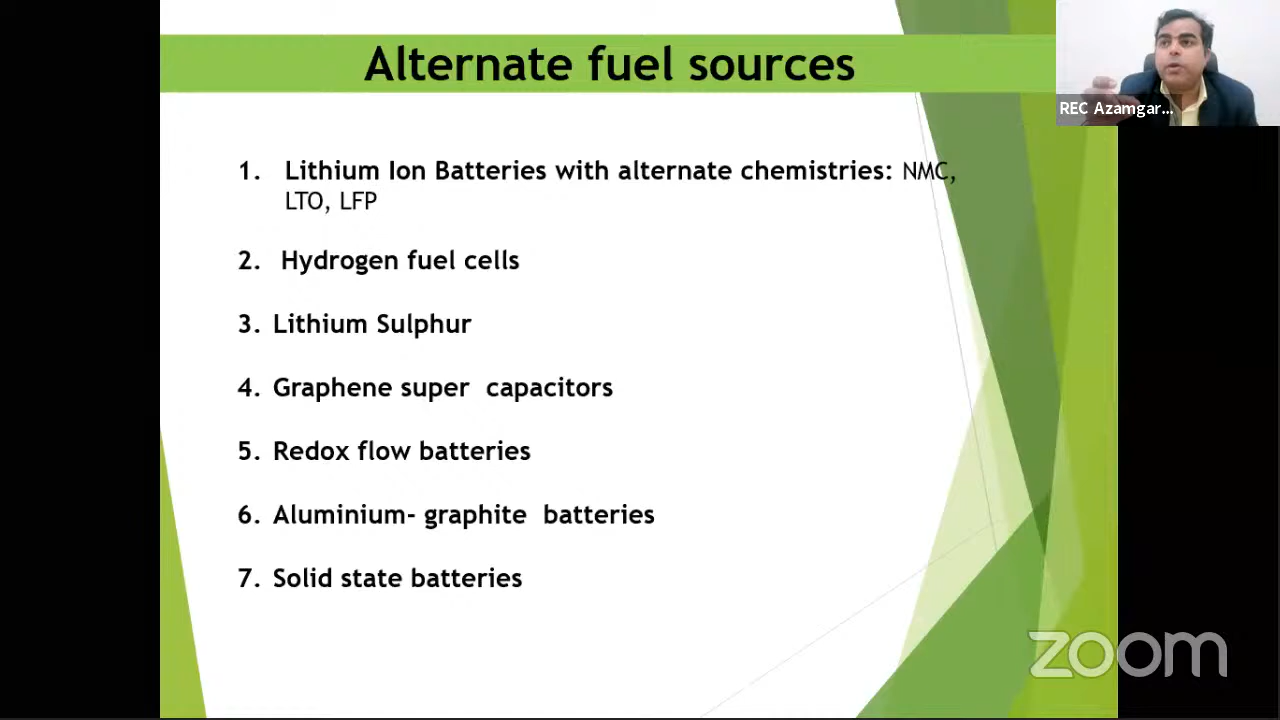 Alternate fuel sources
REC Azamgar...
1. Lithium Ion Batteries with alternate chemistries: NMC,
LTO, LFP
2. Hydrogen fuel cells
3. Lithium Sulphur
4. Graphene super capacitors
5. Redox flow batteries
6. Aluminium- graphite batteries
7. Solid state batteries
zoom